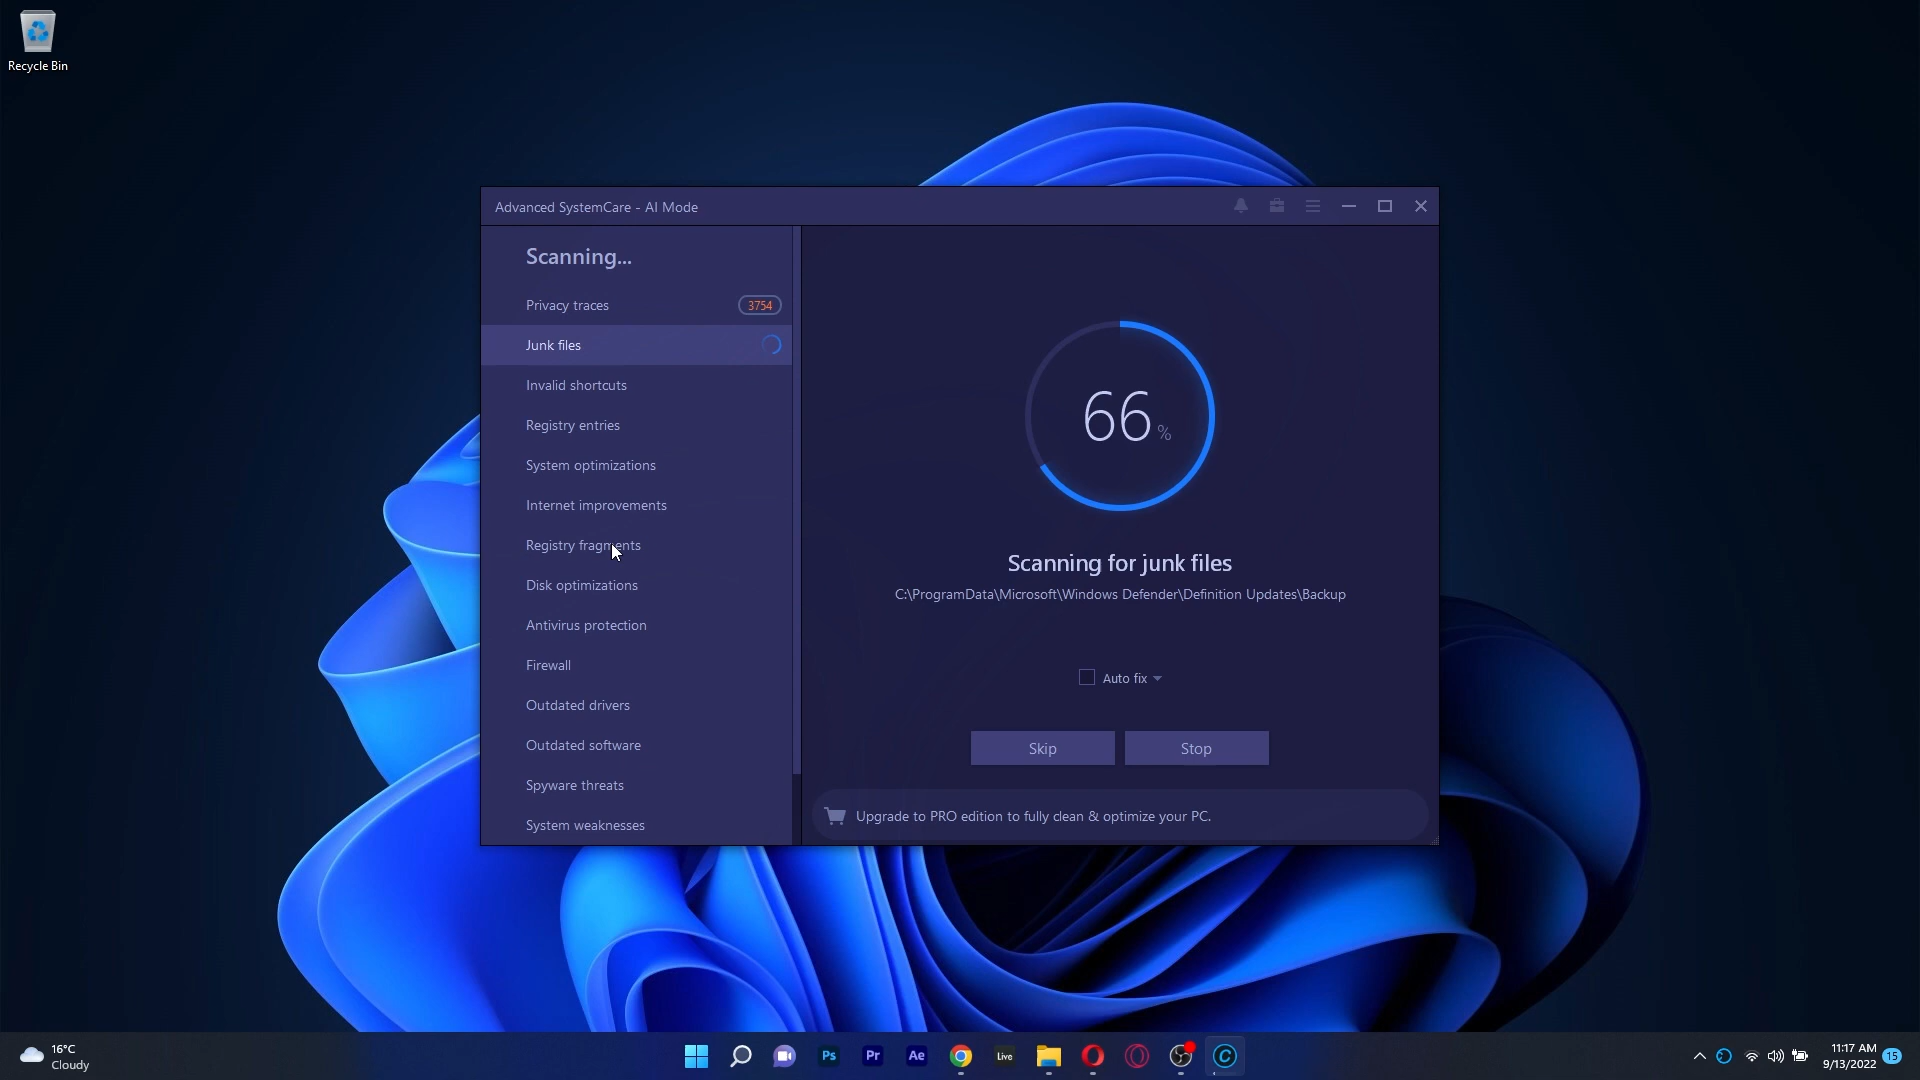 Recycle Bin
Advanced SystemCare - AI Mode
Scanning...
Privacy traces 3754
Junk files
Invalid shortcuts
Registry entries
System optimizations
Internet improvements
Registry fragments
Disk optimizations
Antivirus protection
Firewall
Outdated drivers
Outdated software
Spyware threats
System weaknesses
66 %
Scanning for junk files
C:\ProgramData\Microsoft\Windows Defender\Definition Updates\Backup
Auto fix
Skip Stop
Upgrade to PRO edition to fully clean & optimize your PC.
16°C
Cloudy
Ps Pr Ae Live C
11:17 AM
9/13/2022
15